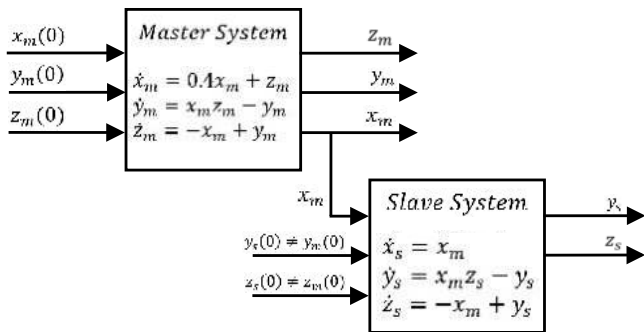 x_m(0) Master System z_m
y_m(0) ẋ_m = 0.4x_m + z_m y_m
z_m(0) ẏ_m = x_m z_m − y_m x_m
ż_m = −x_m + y_m
x_m
Slave System y_s
y_s(0) ≠ y_m(0) ẋ_s = x_m z_s
z_s(0) ≠ z_m(0) ẏ_s = x_m z_s − y_s
ż_s = −x_m + y_s